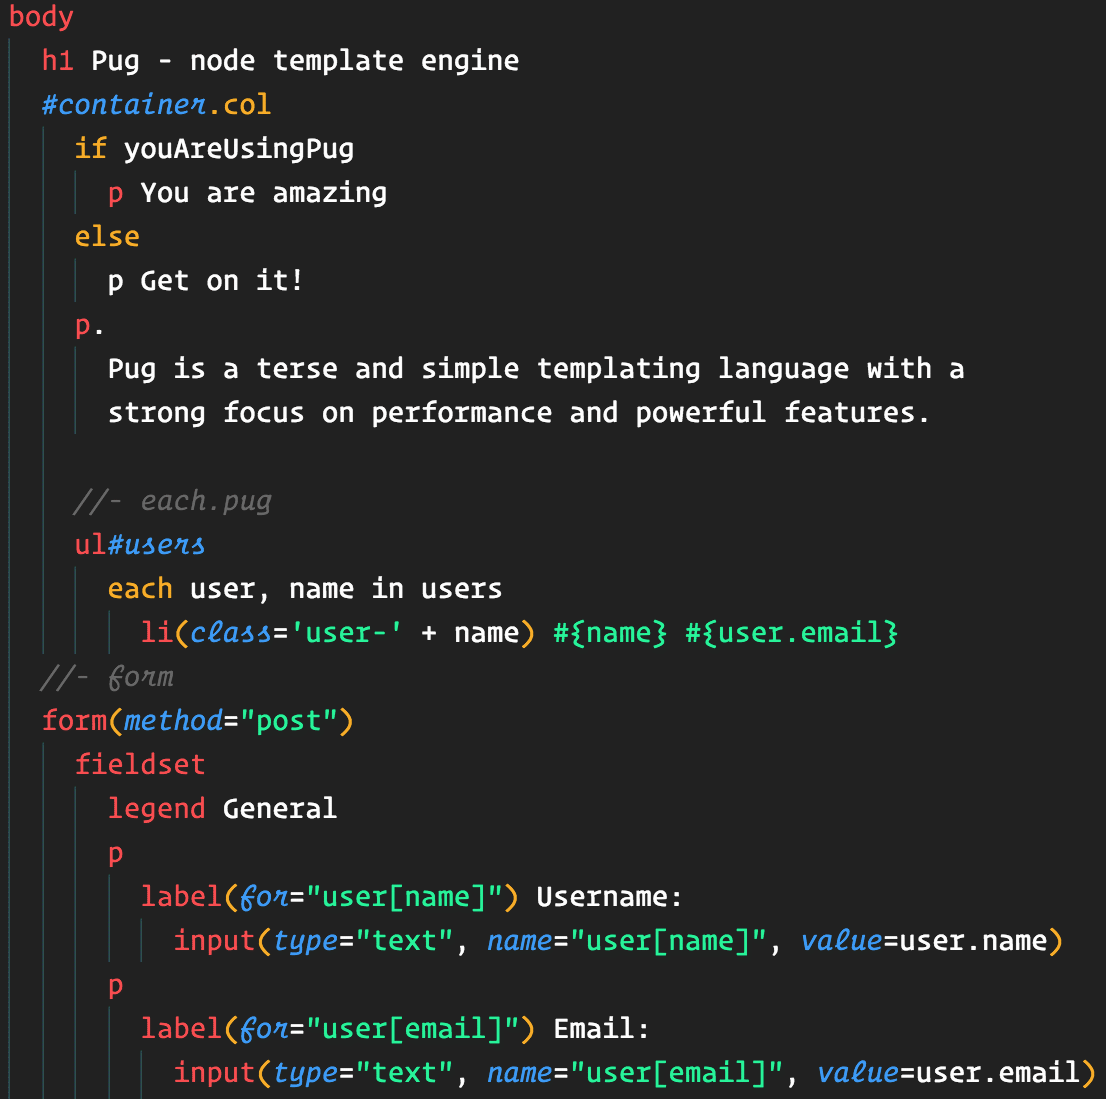 body
  h1 Pug - node template engine
  #container.col
    if youAreUsingPug
      p You are amazing
    else
      p Get on it!
    p.
      Pug is a terse and simple templating language with a
      strong focus on performance and powerful features.

    //- each.pug
    ul#users
      each user, name in users
        li(class='user-' + name) #{name} #{user.email}
  //- form
  form(method="post")
    fieldset
      legend General
      p
        label(for="user[name]") Username:
          input(type="text", name="user[name]", value=user.name)
      p
        label(for="user[email]") Email:
          input(type="text", name="user[email]", value=user.email)